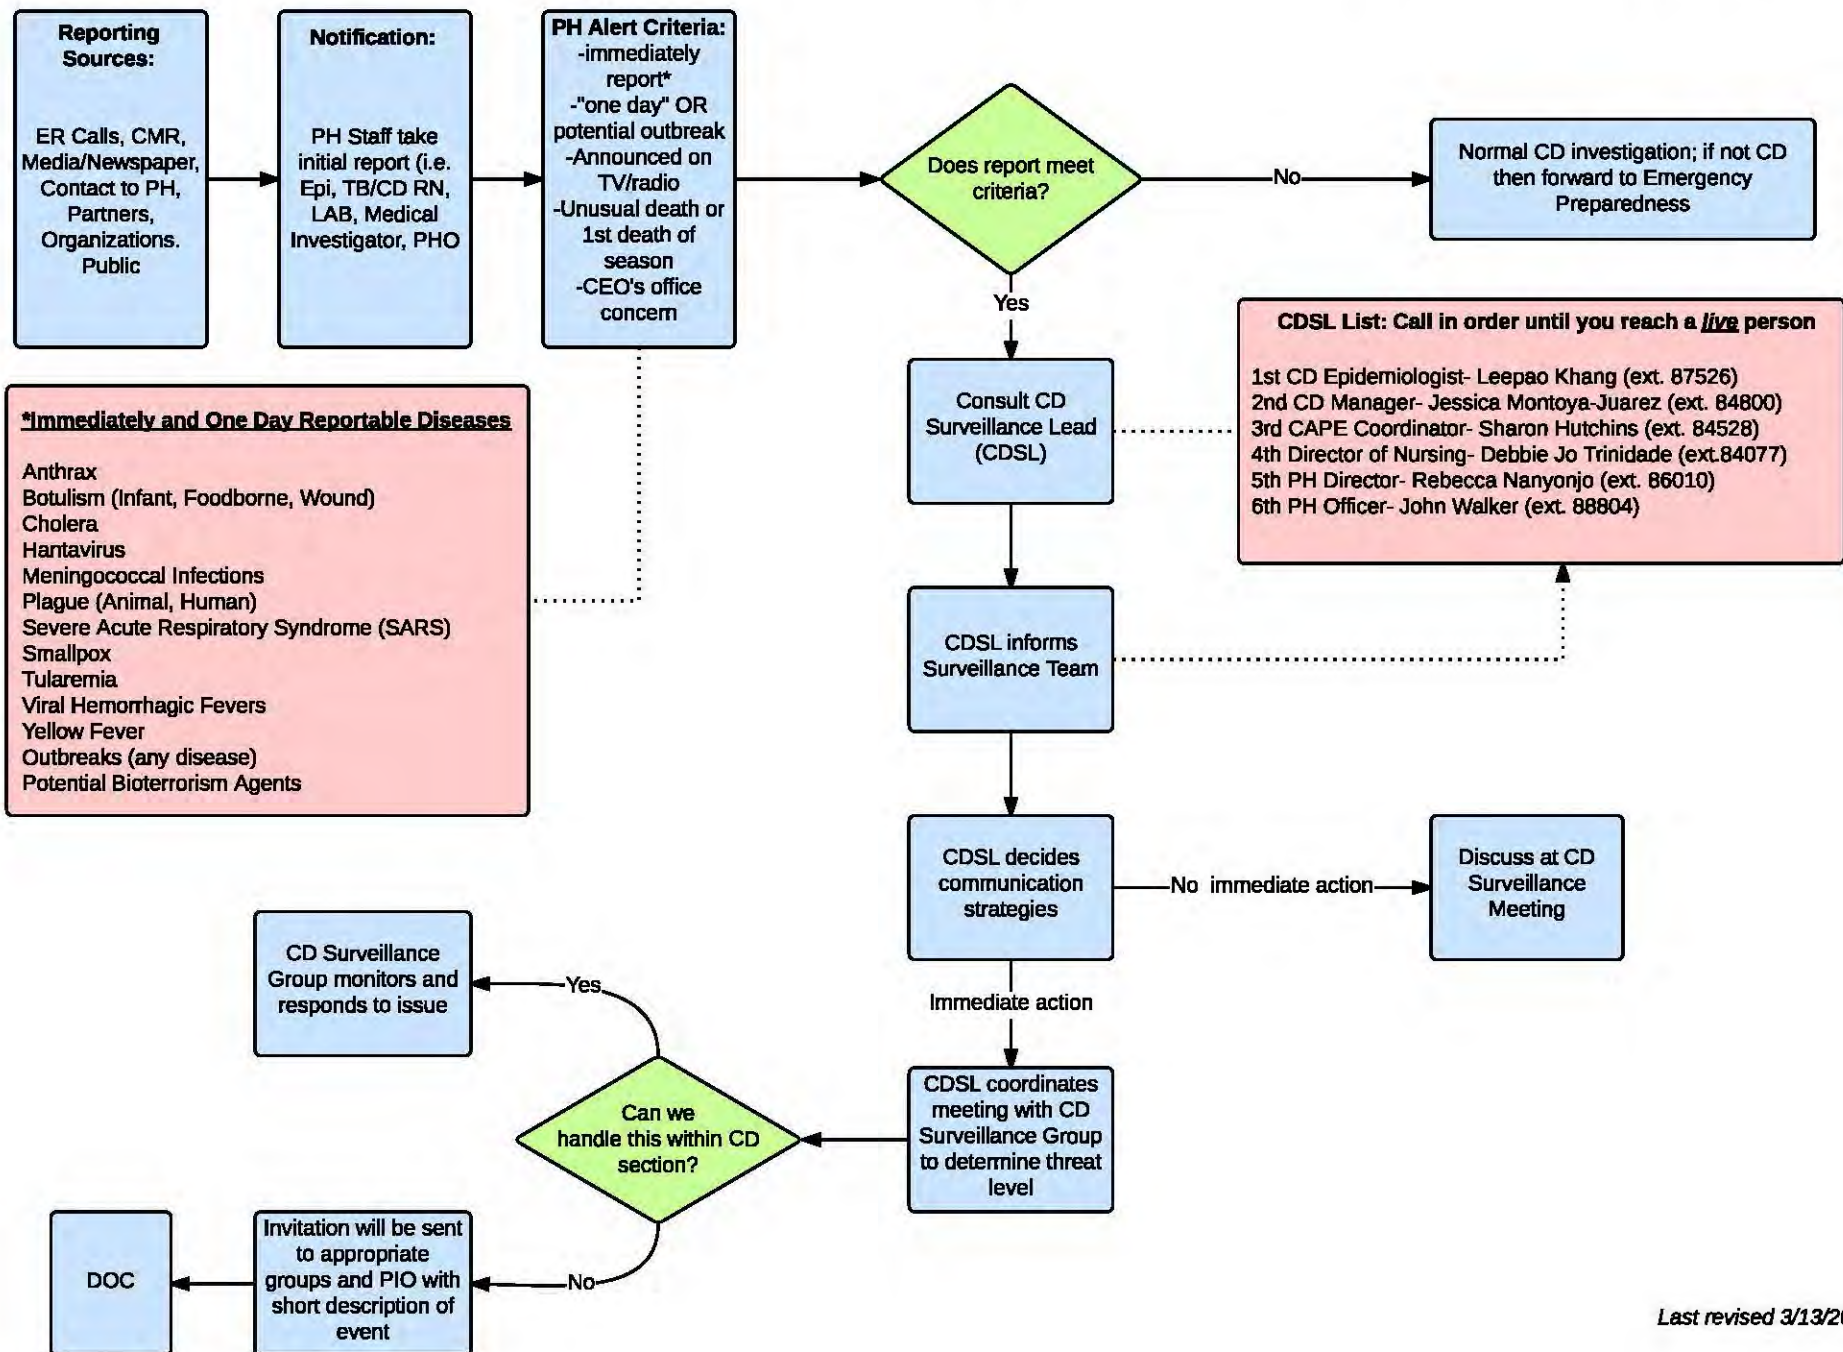 Reporting
Sources:
ER Calls, CMR,
Media/Newspaper,
Contact to PH,
Partners,
Organizations.
Public
Notification:
PH Staff take
initial report (i.e.
Epi, TB/CD RN,
LAB, Medical
Investigator, PHO
PH Alert Criteria:
-immediately
report*
-"one day" OR
potential outbreak
-Announced on
TV/radio
-Unusual death or
1st death of
season
-CEO's office
concern
Does report meet
criteria?
No
Normal CD investigation; if not CD
then forward to Emergency
Preparedness
Yes
CDSL List: Call in order until you reach a live person
1st CD Epidemiologist- Leepao Khang (ext. 87526)
2nd CD Manager- Jessica Montoya-Juarez (ext. 84800)
3rd CAPE Coordinator- Sharon Hutchins (ext. 84528)
4th Director of Nursing- Debbie Jo Trinidade (ext.84077)
5th PH Director- Rebecca Nanyonjo (ext. 86010)
6th PH Officer- John Walker (ext. 88804)
Consult CD
Surveillance Lead
(CDSL)
*Immediately and One Day Reportable Diseases
Anthrax
Botulism (Infant, Foodborne, Wound)
Cholera
Hantavirus
Meningococcal Infections
Plague (Animal, Human)
Severe Acute Respiratory Syndrome (SARS)
Smallpox
Tularemia
Viral Hemorrhagic Fevers
Yellow Fever
Outbreaks (any disease)
Potential Bioterrorism Agents
CDSL informs
Surveillance Team
CDSL decides
communication
strategies
No immediate action
Discuss at CD
Surveillance
Meeting
Immediate action
CDSL coordinates
meeting with CD
Surveillance Group
to determine threat
level
Can we
handle this within CD
section?
Yes
CD Surveillance
Group monitors and
responds to issue
No
Invitation will be sent
to appropriate
groups and PIO with
short description of
event
DOC
Last revised 3/13/20